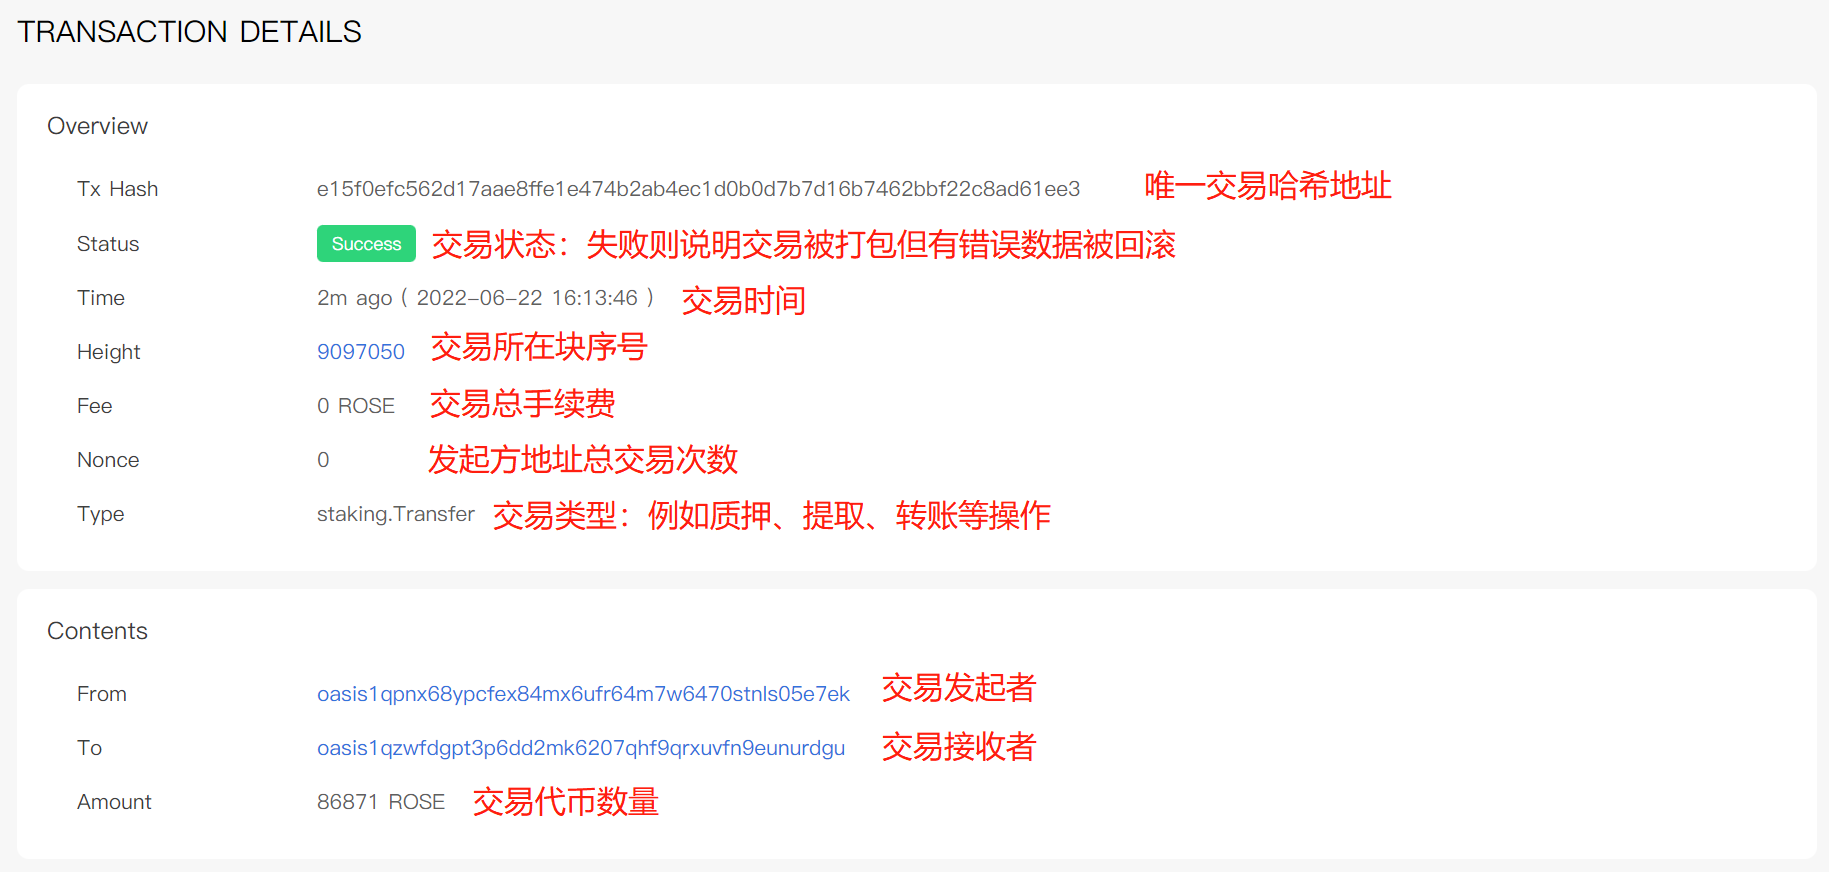 TRANSACTION DETAILS
Overview
Tx Hash e15f0efc562d17aae8ffe1e474b2ab4ec1d0b0d7b7d16b7462bbf22c8ad61ee3 唯一交易哈希地址
Status Success 交易状态：失败则说明交易被打包但有错误数据被回滚
Time 2m ago ( 2022-06-22 16:13:46 ) 交易时间
Height 9097050 交易所在块序号
Fee 0 ROSE 交易总手续费
Nonce 0 发起方地址总交易次数
Type staking.Transfer 交易类型：例如质押、提取、转账等操作
Contents
From oasis1qpnx68ypcfex84mx6ufr64m7w6470stnls05e7ek 交易发起者
To oasis1qzwfdgpt3p6dd2mk6207qhf9qrxuvfn9eunurdgu 交易接收者
Amount 86871 ROSE 交易代币数量